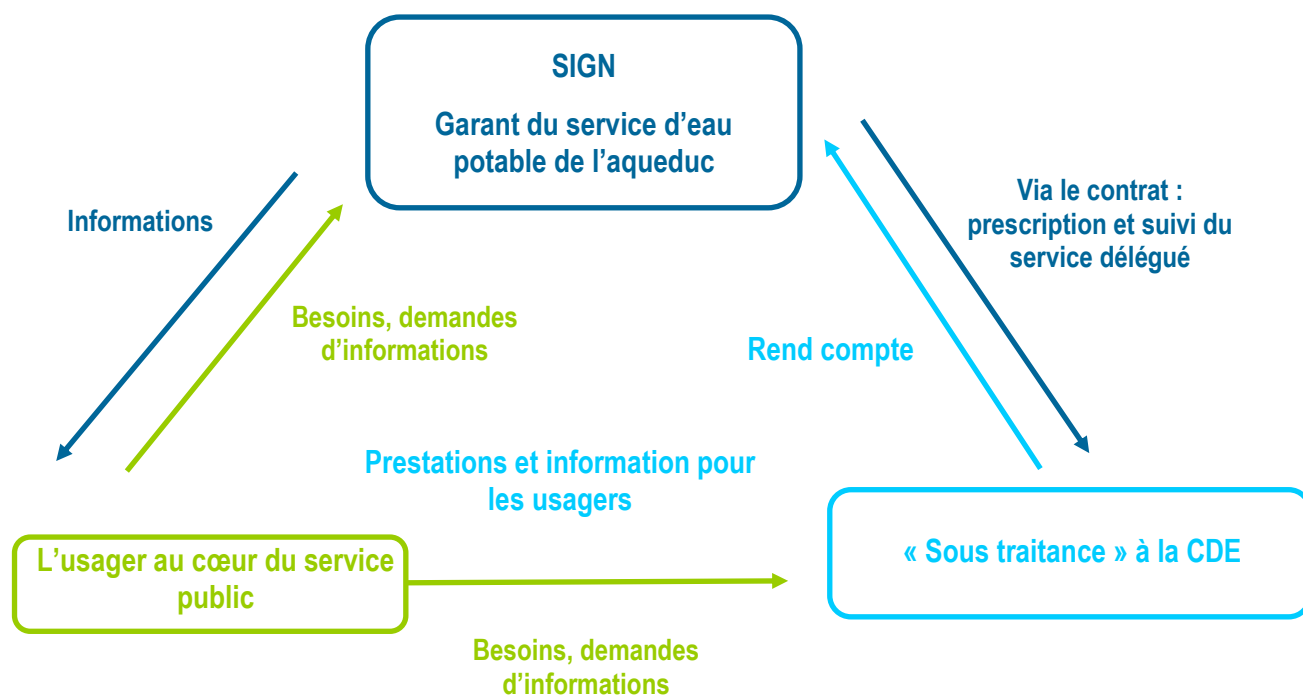 SIGN
Garant du service d’eau
potable de l’aqueduc
Informations
Via le contrat :
prescription et suivi du
service délégué
Besoins, demandes
d’informations
Rend compte
Prestations et information pour
les usagers
L’usager au cœur du service
public
« Sous traitance » à la CDE
Besoins, demandes
d’informations